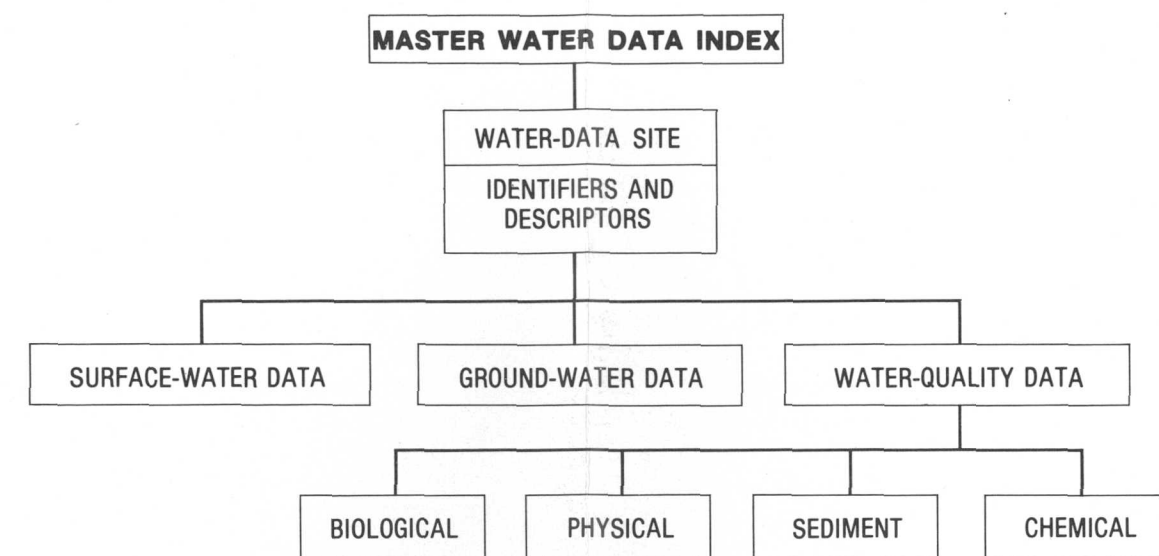 MASTER WATER DATA INDEX
WATER-DATA SITE
IDENTIFIERS AND
DESCRIPTORS
SURFACE-WATER DATA
GROUND-WATER DATA
WATER-QUALITY DATA
BIOLOGICAL
PHYSICAL
SEDIMENT
CHEMICAL